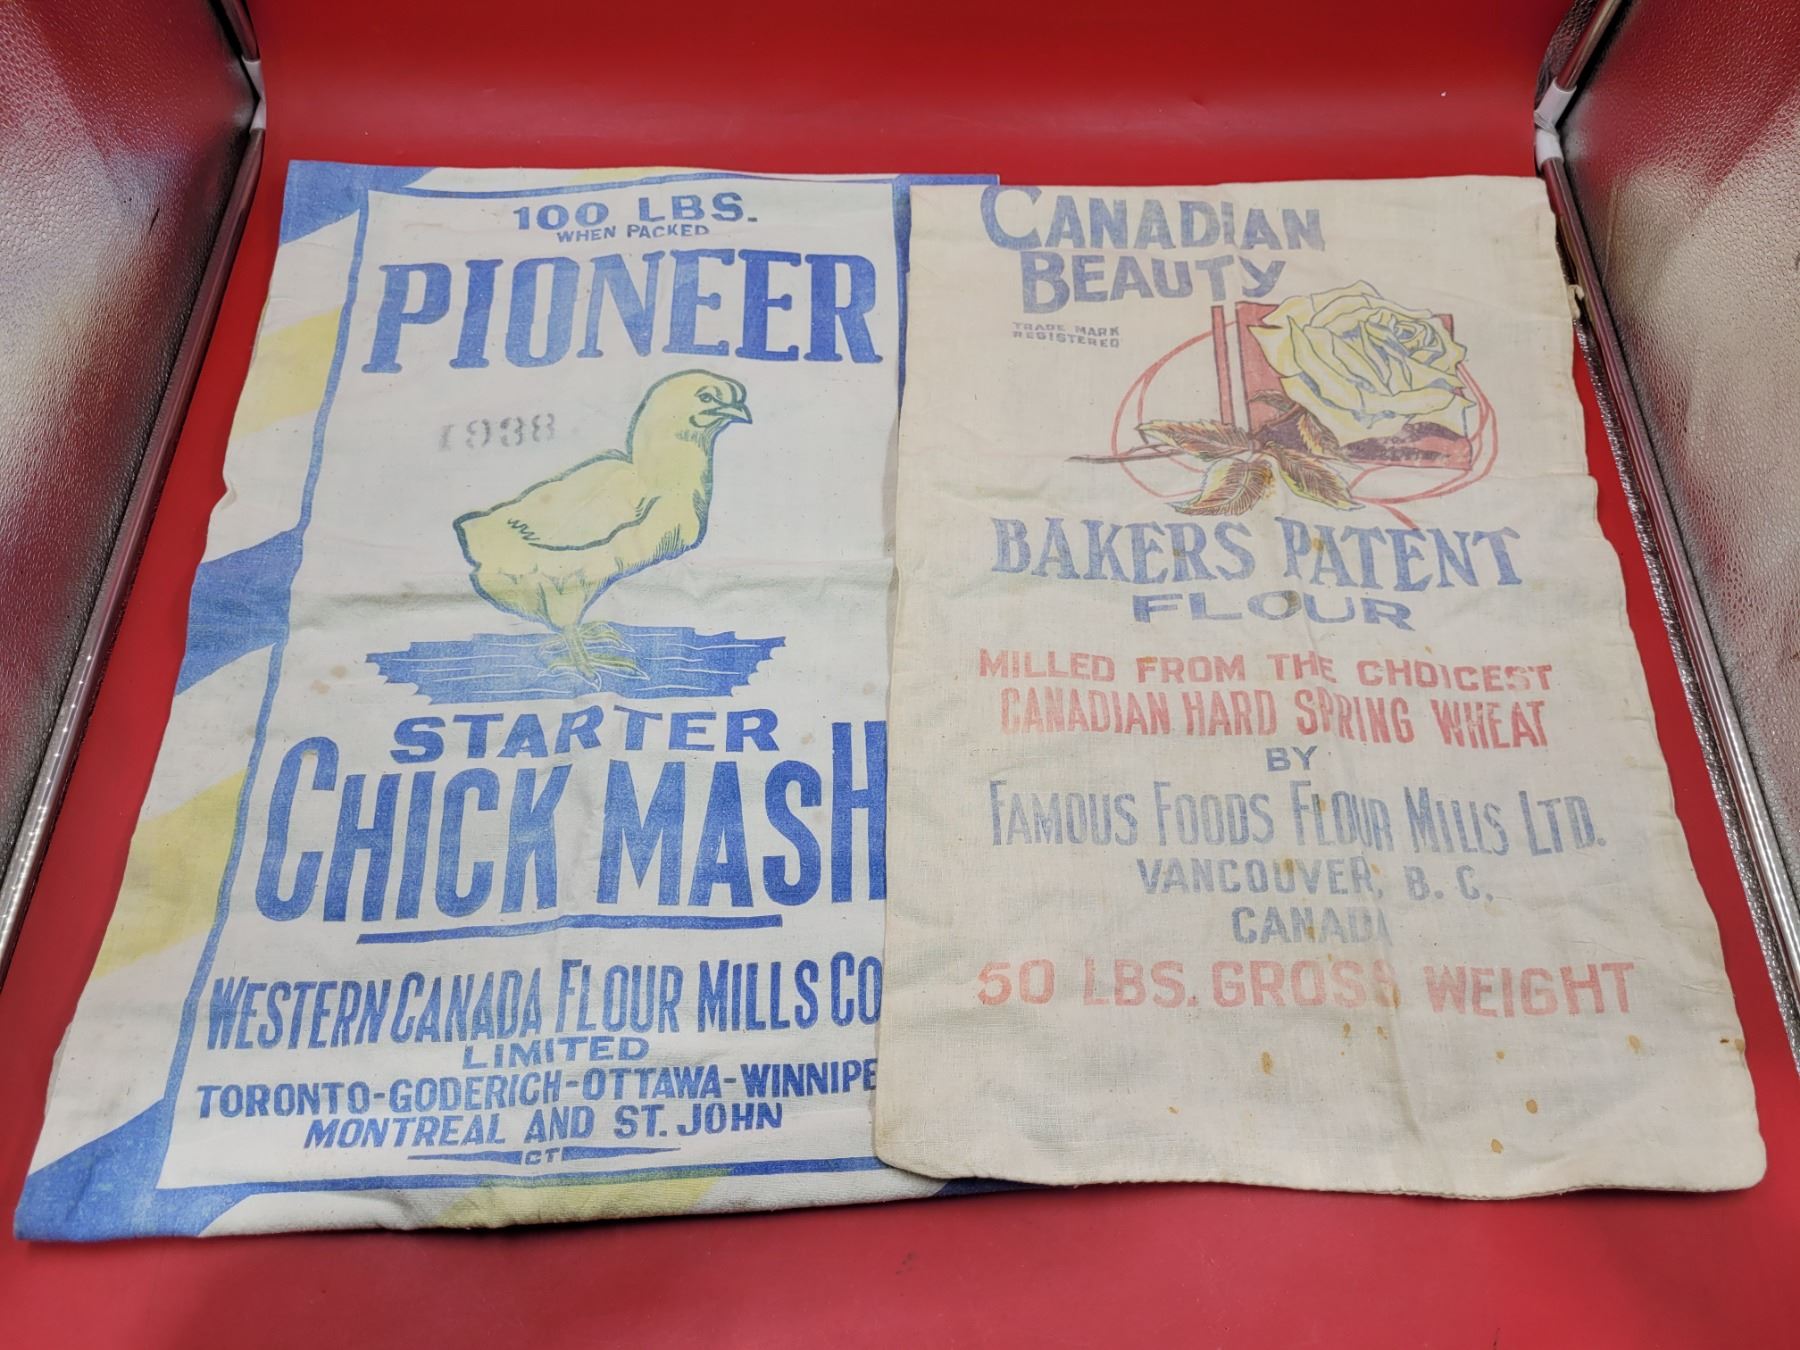 100 LBS.
WHEN PACKED
PIONEER
1938
STARTER
CHICK MASH
WESTERN CANADA FLOUR MILLS CO
LIMITED
TORONTO-GODERICH-OTTAWA-WINNIPE
MONTREAL AND ST. JOHN
CT
CANADIAN
BEAUTY
TRADE MARK
REGISTERED
BAKERS PATENT
FLOUR
MILLED FROM THE CHOICEST
CANADIAN HARD SPRING WHEAT
BY
FAMOUS FOODS FLOUR MILLS LTD.
VANCOUVER, B. C.
CANADA
50 LBS. GROSS WEIGHT